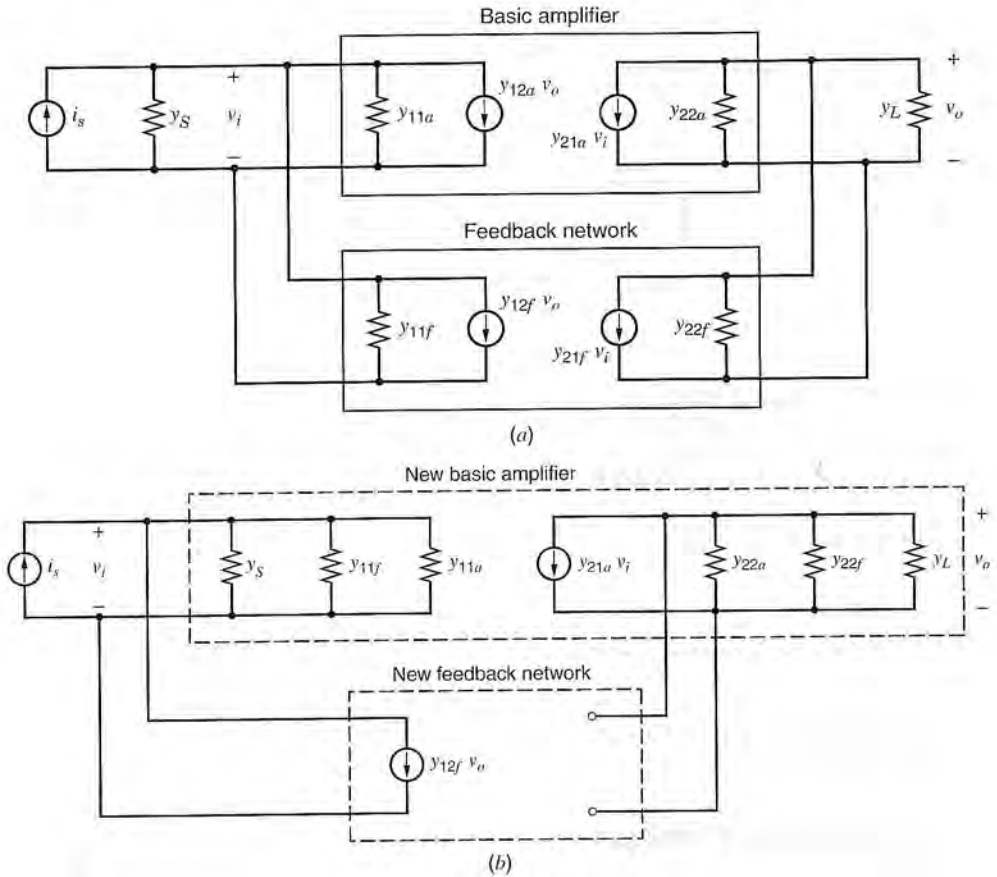 Basic amplifier
i_s
y_S
+
v_i
−
y_11a
y_12a v_o
y_21a v_i
y_22a
y_L
+
v_o
−
Feedback network
y_11f
y_12f v_o
y_21f v_i
y_22f
(a)
New basic amplifier
i_s
+
v_i
−
y_S
y_11f
y_11a
y_21a v_i
y_22a
y_22f
y_L
+
v_o
−
New feedback network
y_12f v_o
(b)